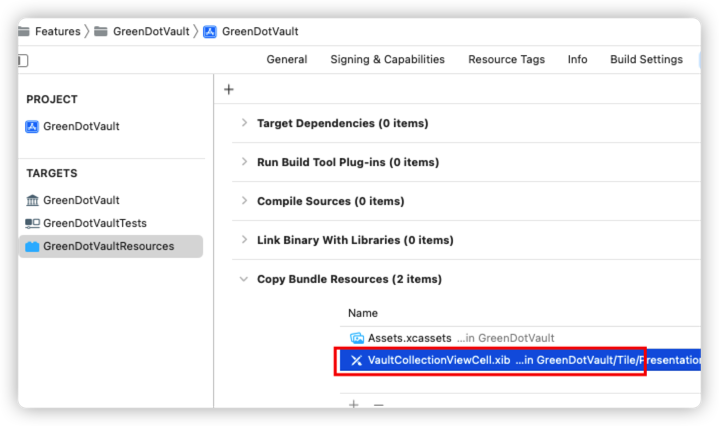 Features GreenDotVault GreenDotVault
General Signing & Capabilities Resource Tags Info Build Settings
PROJECT
GreenDotVault
TARGETS
GreenDotVault
GreenDotVaultTests
GreenDotVaultResources
+
Target Dependencies (0 items)
Run Build Tool Plug-ins (0 items)
Compile Sources (0 items)
Link Binary With Libraries (0 items)
Copy Bundle Resources (2 items)
Name
Assets.xcassets ...in GreenDotVault
VaultCollectionViewCell.xib ...in GreenDotVault/Tile/Presentation
+ −